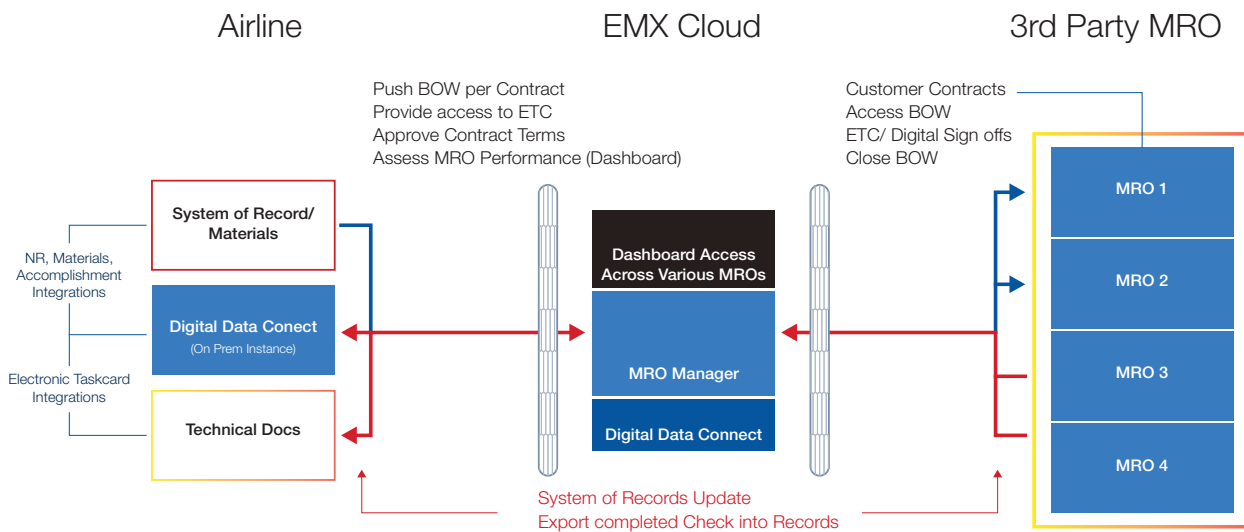 Airline
EMX Cloud
3rd Party MRO
Push BOW per Contract
Provide access to ETC
Approve Contract Terms
Assess MRO Performance (Dashboard)
Customer Contracts
Access BOW
ETC/ Digital Sign offs
Close BOW
System of Record/
Materials
NR, Materials,
Accomplishment
Integrations
Digital Data Conect
(On Prem Instance)
Electronic Taskcard
Integrations
Technical Docs
Dashboard Access
Across Various MROs
MRO Manager
Digital Data Connect
MRO 1
MRO 2
MRO 3
MRO 4
System of Records Update
Export completed Check into Records